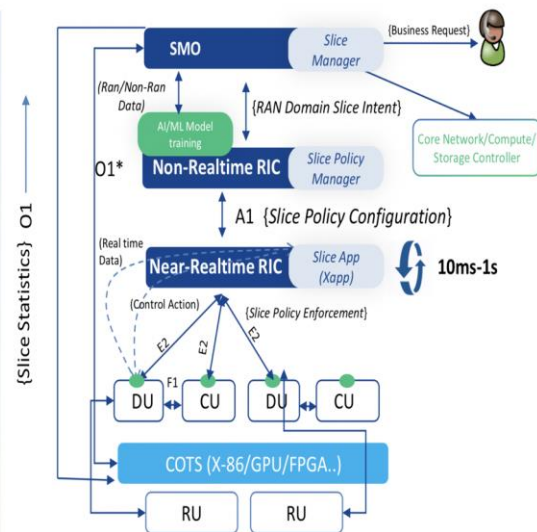 {Business Request}
SMO
Slice
Manager
(Ran/Non-Ran
Data)
{RAN Domain Slice Intent}
AI/ML Model
training
Core Network/Compute/
Storage Controller
O1*
Non-Realtime RIC
Slice Policy
Manager
{Slice Statistics} O1
A1 {Slice Policy Configuration}
(Real time
Data)
Near-Realtime RIC
Slice App
(Xapp)
10ms-1s
(Control Action)
{Slice Policy Enforcement}
E2
E2
E2
F1
DU
CU
DU
CU
COTS (X-86/GPU/FPGA..)
RU
RU